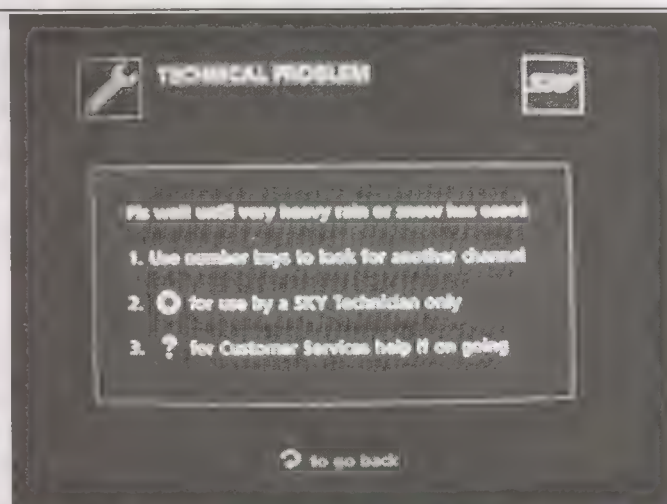 TECHNICAL PROBLEM
Pls wait until very heavy rain or snow has eased
1. Use number keys to look for another channel
2. for use by a SKY Technician only
3. ? for Customer Services help if on going
to go back